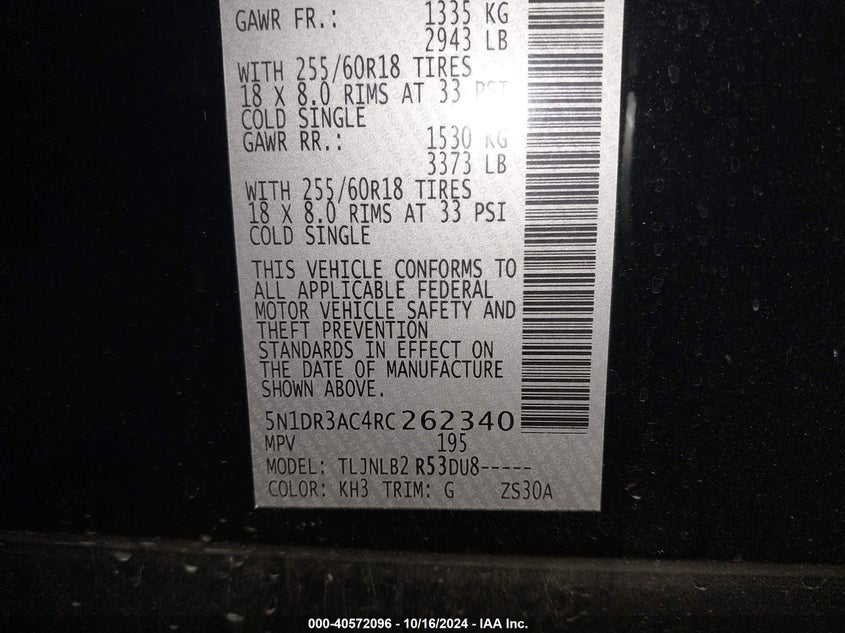 GAWR FR.: 1335 KG
2943 LB
WITH 255/60R18 TIRES
18 X 8.0 RIMS AT 33 PSI
COLD SINGLE
GAWR RR.: 1530 KG
3373 LB
WITH 255/60R18 TIRES
18 X 8.0 RIMS AT 33 PSI
COLD SINGLE
THIS VEHICLE CONFORMS TO
ALL APPLICABLE FEDERAL
MOTOR VEHICLE SAFETY AND
THEFT PREVENTION
STANDARDS IN EFFECT ON
THE DATE OF MANUFACTURE
SHOWN ABOVE.
5N1DR3AC4RC262340
MPV 195
MODEL: TLJNLB2 R53DU8-----
COLOR: KH3 TRIM: G ZS30A
000-40572096 - 10/16/2024 - IAA Inc.